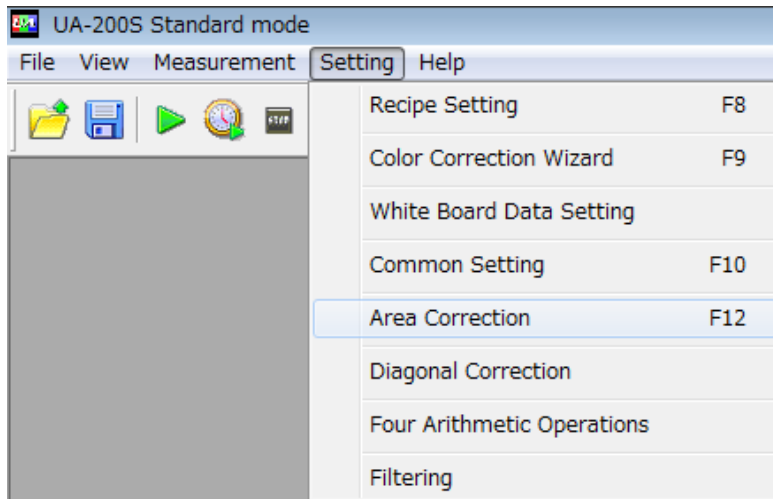 UA-200S Standard mode
File View Measurement Setting Help
STOP
Recipe Setting F8
Color Correction Wizard F9
White Board Data Setting
Common Setting F10
Area Correction F12
Diagonal Correction
Four Arithmetic Operations
Filtering